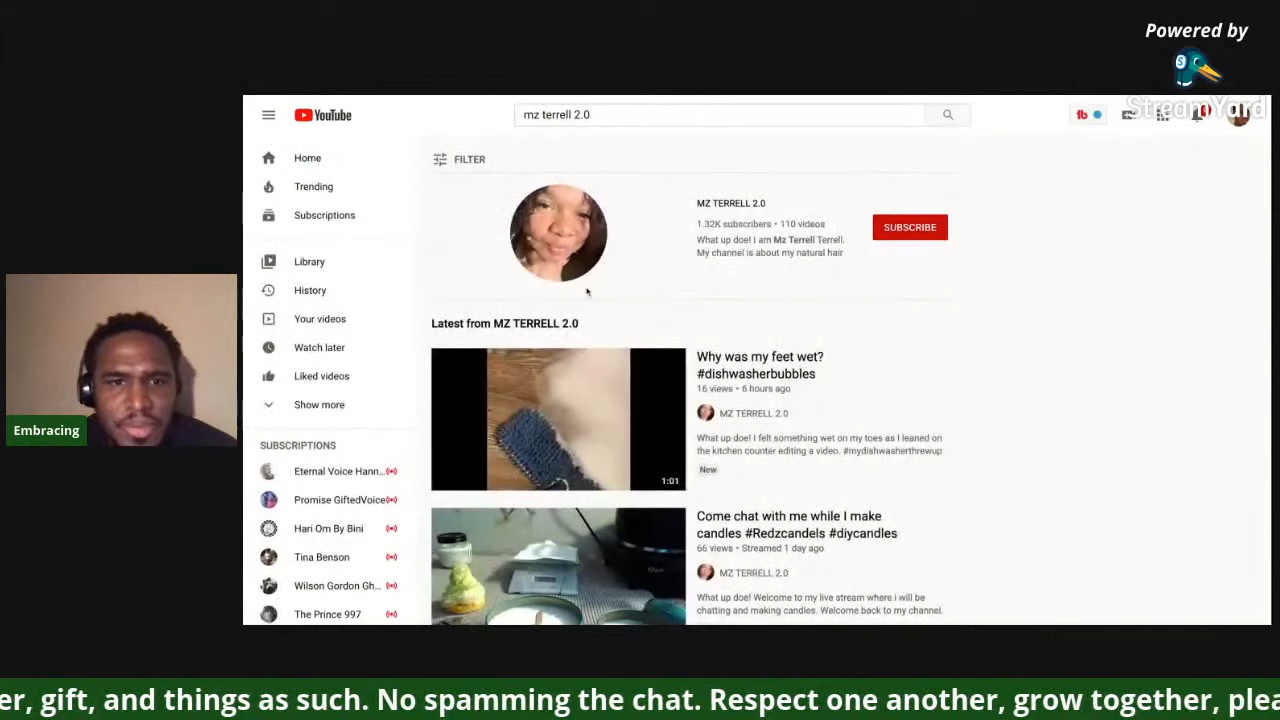 Powered by
StreamYard
YouTube
mz terrell 2.0
Home
Trending
Subscriptions
Library
History
Your videos
Watch later
Liked videos
Show more
SUBSCRIPTIONS
Eternal Voice Hann...
Promise GiftedVoice
Hari Om By Bini
Tina Benson
Wilson Gordon Gh...
The Prince 997
FILTER
MZ TERRELL 2.0
1.32K subscribers • 110 videos
What up doe! I am Mz Terrell Terrell.
My channel is about my natural hair
SUBSCRIBE
Latest from MZ TERRELL 2.0
1:01
Why was my feet wet?
#dishwasherbubbles
16 views • 6 hours ago
MZ TERRELL 2.0
What up doe! I felt something wet on my toes as I leaned on
the kitchen counter editing a video. #mydishwasherthrewup
New
Come chat with me while I make
candles #Redzcandels #diycandles
66 views • Streamed 1 day ago
MZ TERRELL 2.0
What up doe! Welcome to my live stream where i will be
chatting and making candles. Welcome back to my channel.
Embracing
er, gift, and things as such. No spamming the chat. Respect one another, grow together, plea